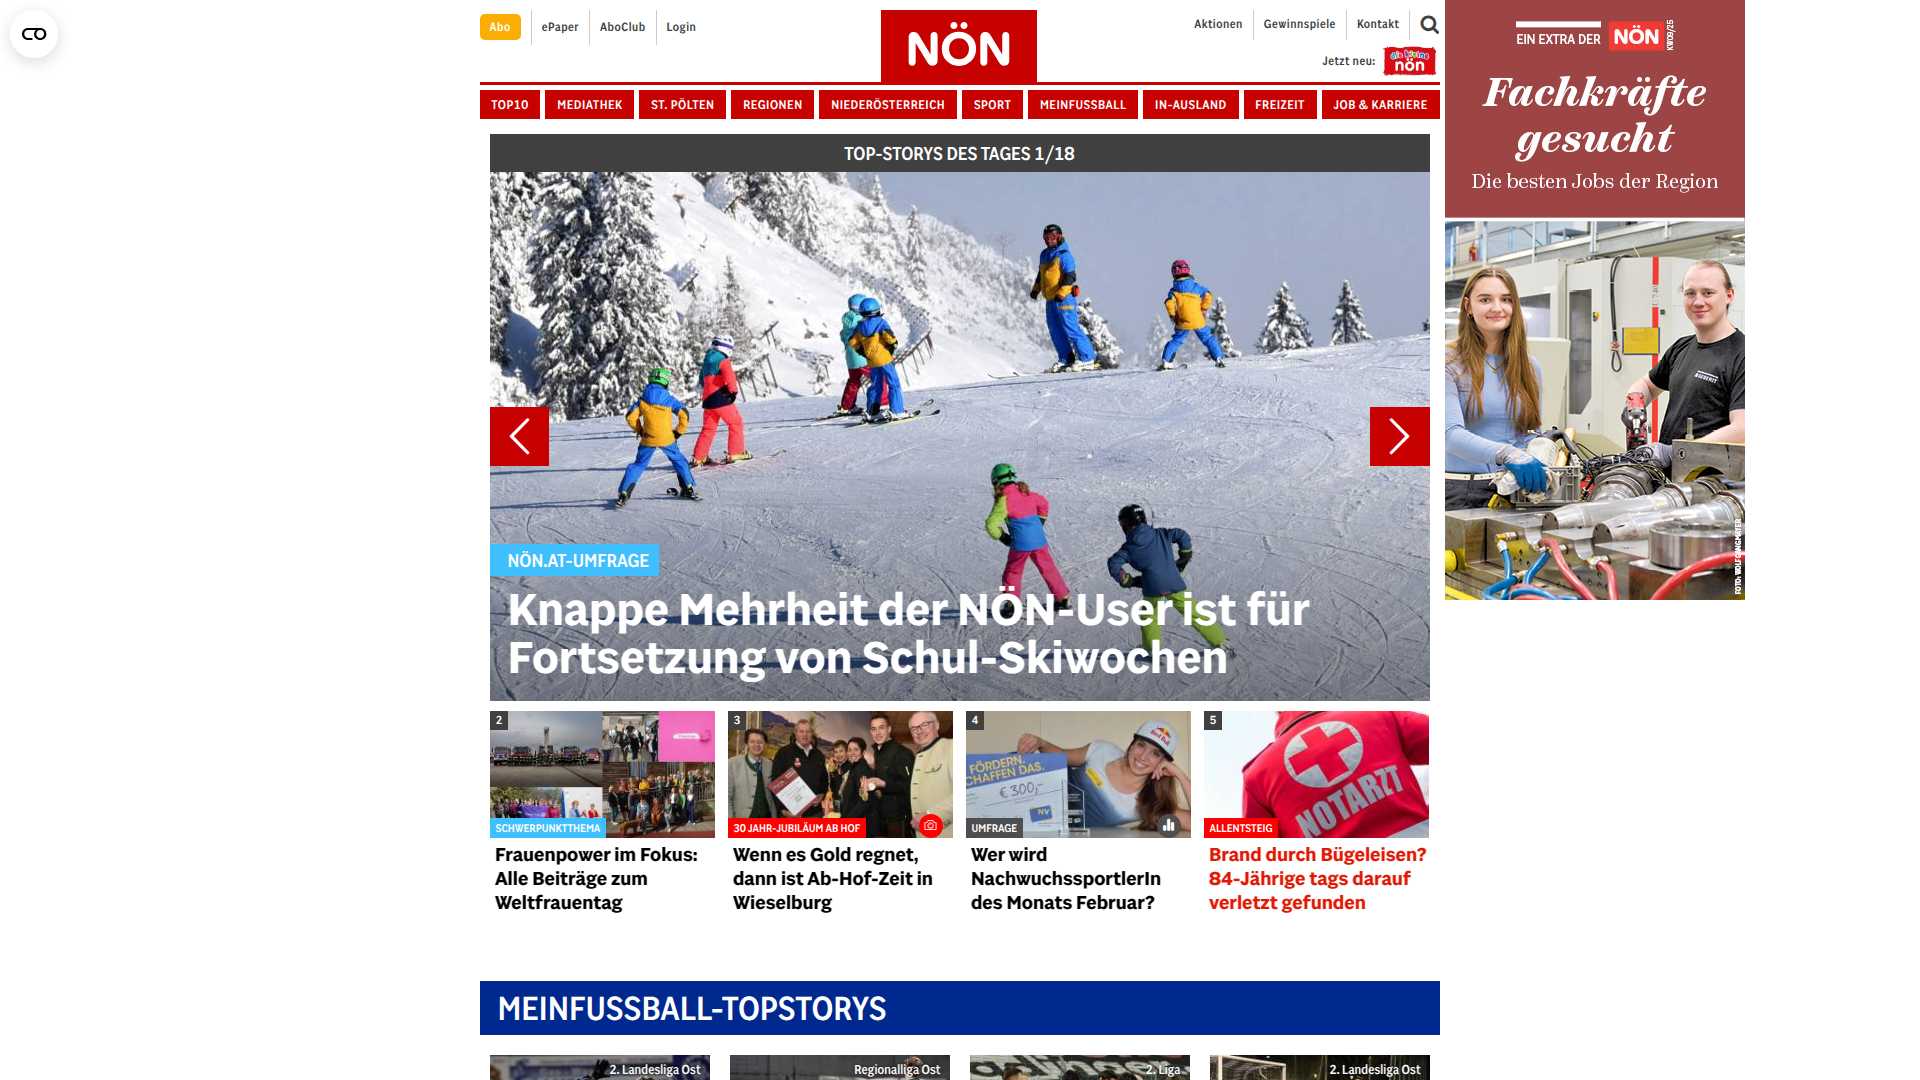 Abo
ePaper
AboClub
Login
NÖN
Aktionen
Gewinnspiele
Kontakt
Jetzt neu:
die kleine
nön
TOP10
MEDIATHEK
ST. PÖLTEN
REGIONEN
NIEDERÖSTERREICH
SPORT
MEINFUSSBALL
IN-AUSLAND
FREIZEIT
JOB & KARRIERE
EIN EXTRA DER NÖN
KW09/25
Fachkräfte
gesucht
Die besten Jobs der Region
TOP-STORYS DES TAGES 1/18
NÖN.AT-UMFRAGE
Knappe Mehrheit der NÖN-User ist für
Fortsetzung von Schul-Skiwochen
2
SCHWERPUNKTTHEMA
Frauenpower im Fokus:
Alle Beiträge zum
Weltfrauentag
3
30 JAHR-JUBILÄUM AB HOF
Wenn es Gold regnet,
dann ist Ab-Hof-Zeit in
Wieselburg
4
Red Bull
FÖRDERN.
SCHAFFEN DAS.
€ 300,-
NV
UMFRAGE
Wer wird
NachwuchssportlerIn
des Monats Februar?
5
NOTARZT
ALLENTSTEIG
Brand durch Bügeleisen?
84-Jährige tags darauf
verletzt gefunden
MEINFUSSBALL-TOPSTORYS
2. Landesliga Ost
Regionalliga Ost
2. Liga
2. Landesliga Ost